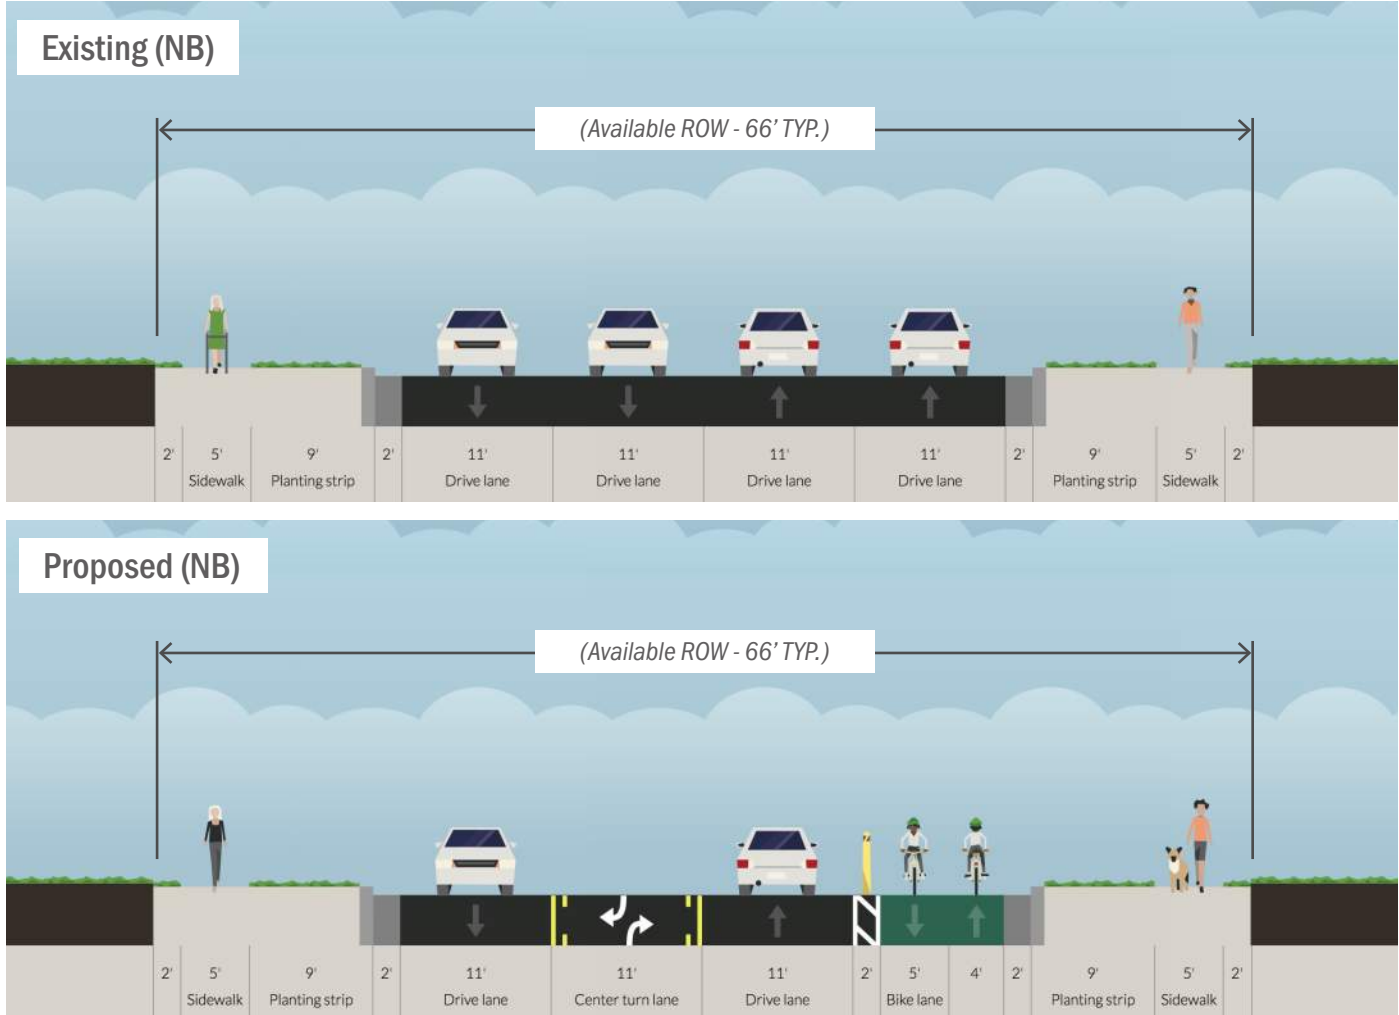 Existing (NB)
(Available ROW - 66' TYP.)
2' 5' 9' 2' 11' 11' 11' 11' 2' 9' 5' 2'
Sidewalk Planting strip Drive lane Drive lane Drive lane Drive lane Planting strip Sidewalk
Proposed (NB)
(Available ROW - 66' TYP.)
2' 5' 9' 2' 11' 11' 11' 2' 5' 4' 2' 9' 5' 2'
Sidewalk Planting strip Drive lane Center turn lane Drive lane Bike lane Planting strip Sidewalk